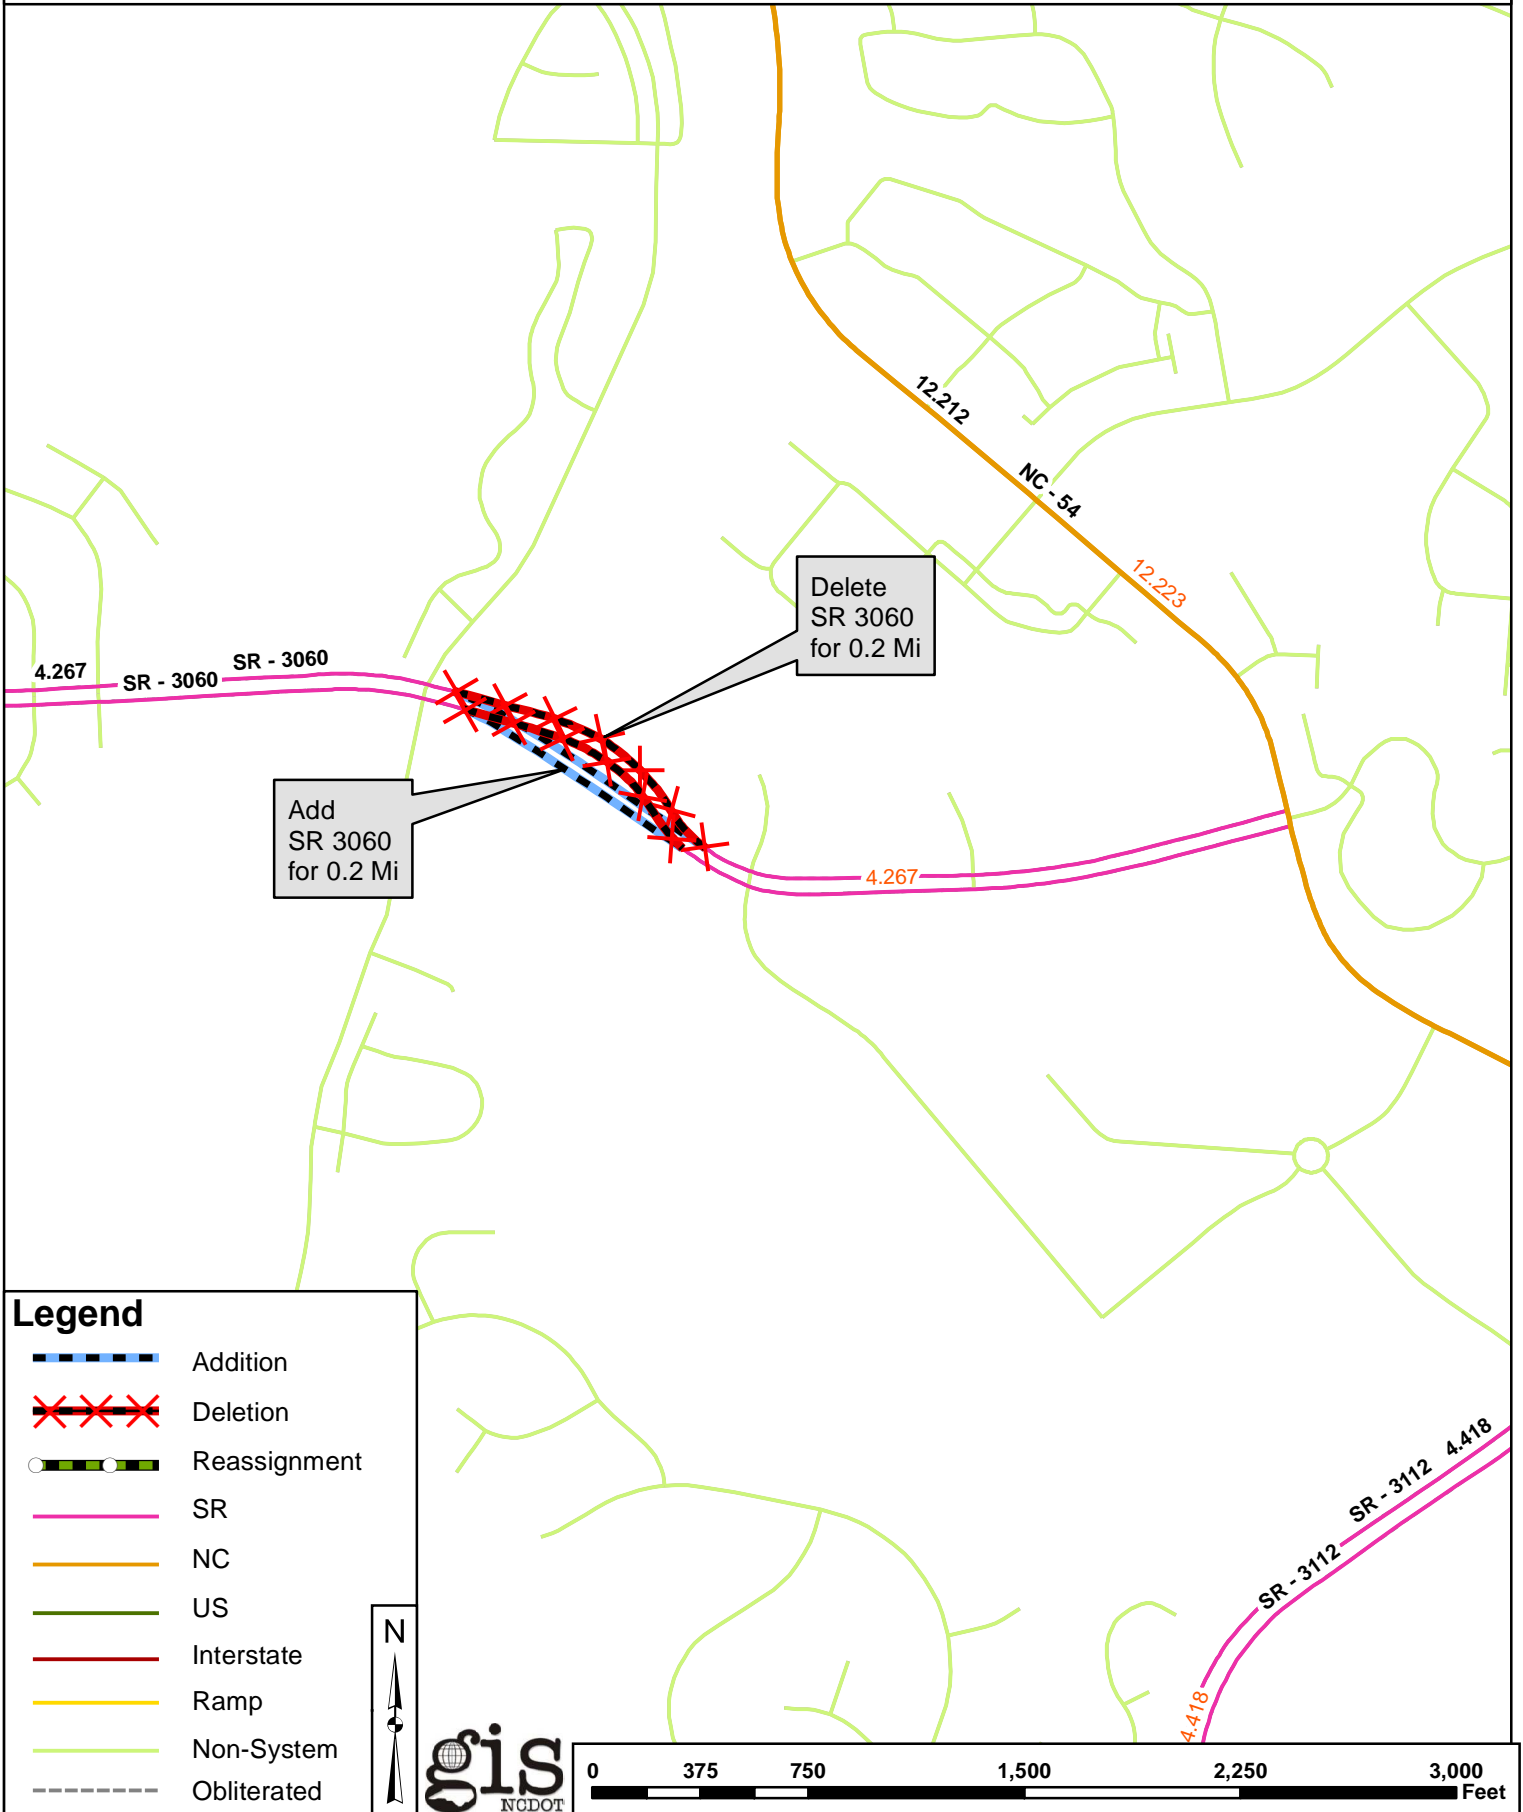 12.212
NC - 54
12.223
Delete
SR 3060
for 0.2 Mi
SR - 3060
4.267
SR - 3060
Add
SR 3060
for 0.2 Mi
4.267
4.418
SR - 3112
SR - 3112
4.418
Legend
Addition
Deletion
Reassignment
SR
NC
US
Interstate
Ramp
Non-System
Obliterated
N
gis
NCDOT
0 375 750 1,500 2,250 3,000
Feet